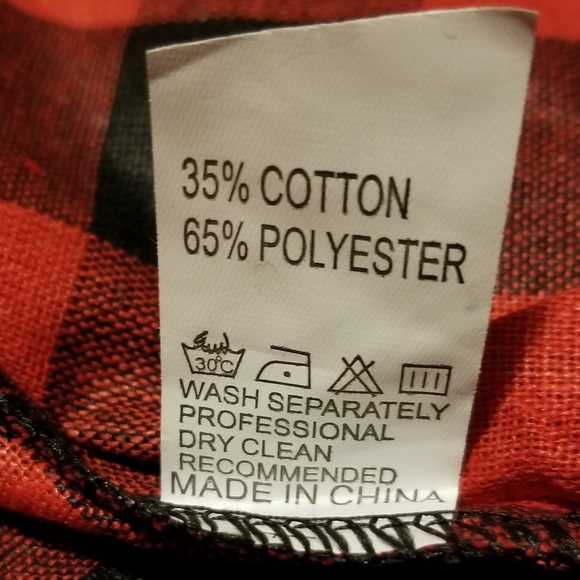 35% COTTON
65% POLYESTER
30°C
WASH SEPARATELY
PROFESSIONAL
DRY CLEAN
RECOMMENDED
MADE IN CHINA